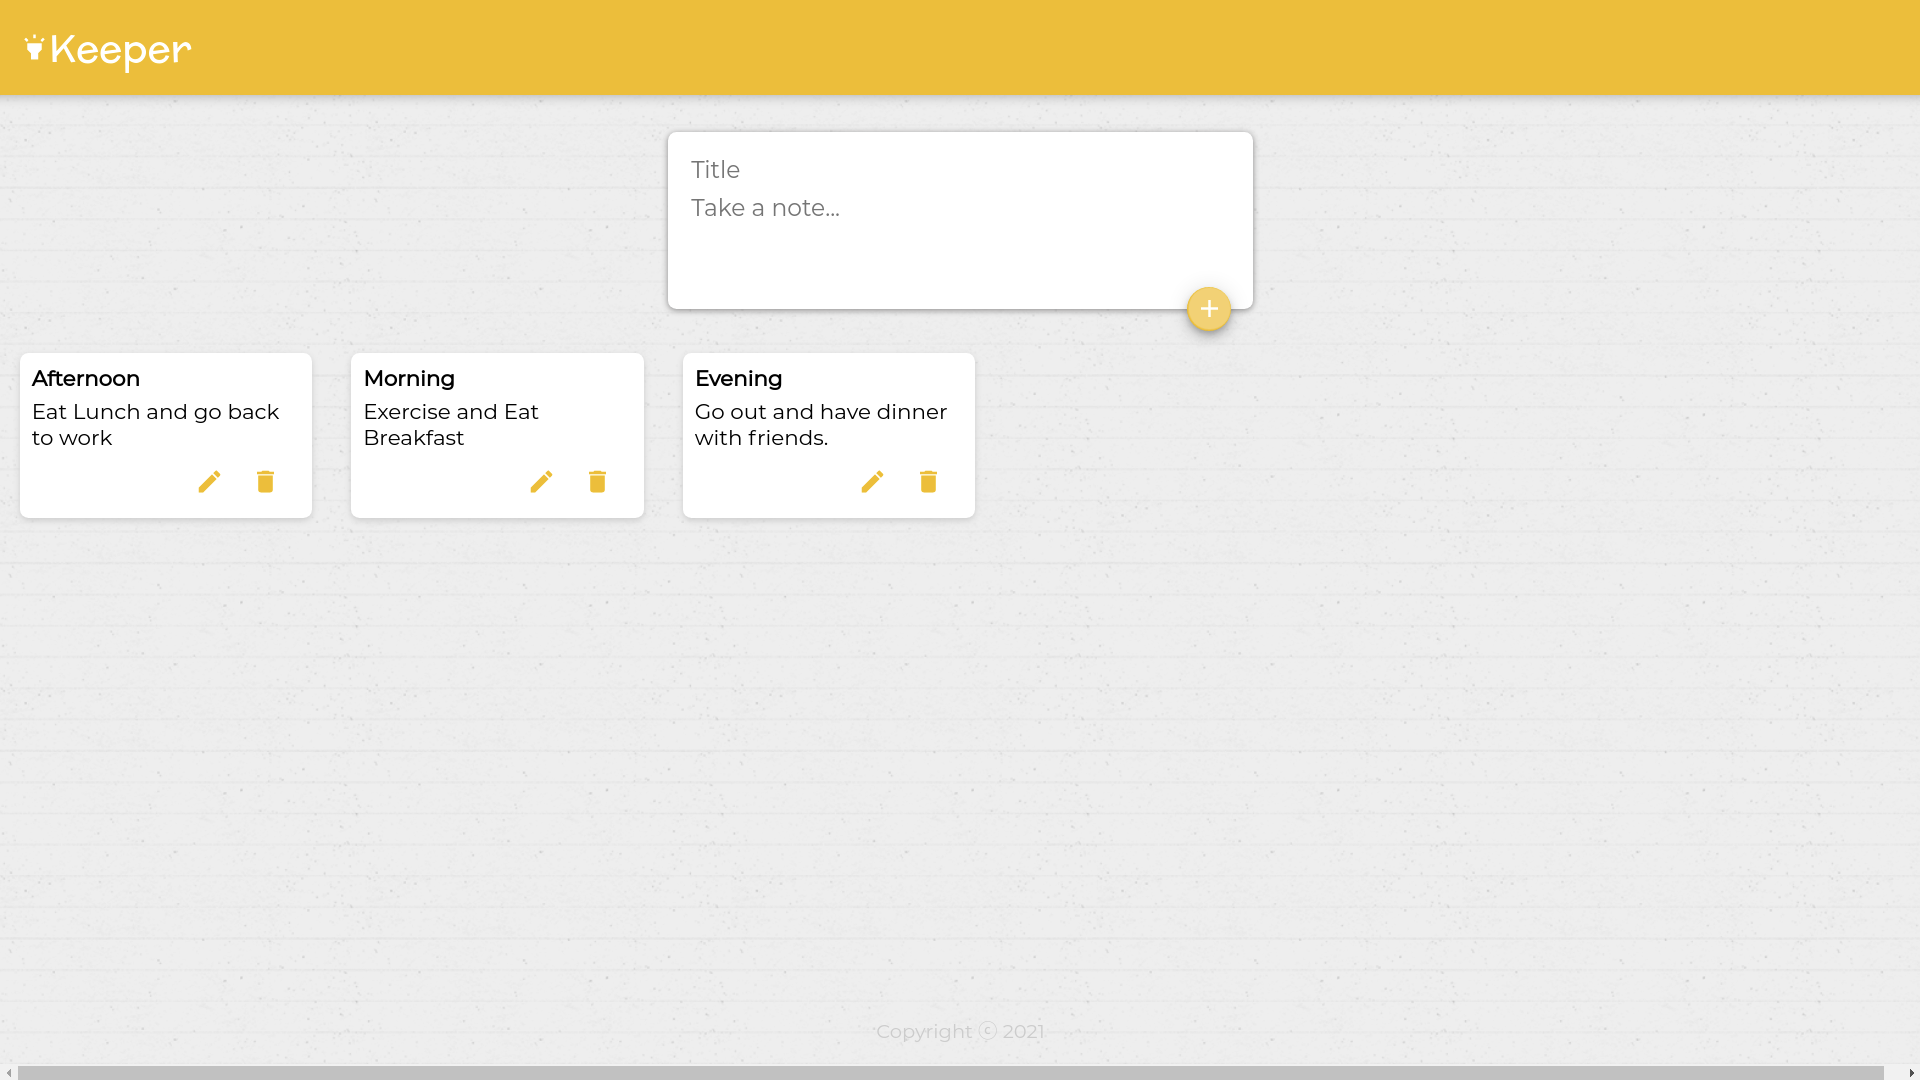 Keeper
Title
Take a note...
Afternoon
Eat Lunch and go back
to work
Morning
Exercise and Eat
Breakfast
Evening
Go out and have dinner
with friends.
Copyright ⓒ 2021